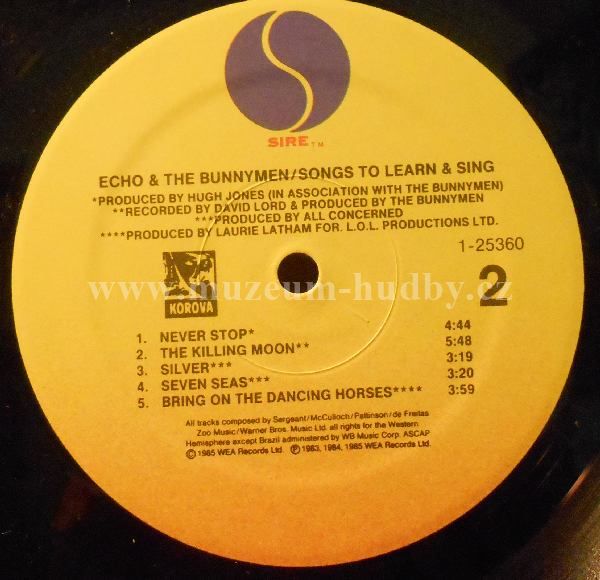 SIRE™
ECHO & THE BUNNYMEN/SONGS TO LEARN & SING
*PRODUCED BY HUGH JONES (IN ASSOCIATION WITH THE BUNNYMEN)
**RECORDED BY DAVID LORD & PRODUCED BY THE BUNNYMEN
***PRODUCED BY ALL CONCERNED
****PRODUCED BY LAURIE LATHAM FOR. L.O.L. PRODUCTIONS LTD.
1-25360
2
KOROVA
www.muzeum-hudby.cz
1. NEVER STOP* 4:44
2. THE KILLING MOON** 5:48
3. SILVER*** 3:19
4. SEVEN SEAS*** 3:20
5. BRING ON THE DANCING HORSES**** 3:59
All tracks composed by Sergeant/McCulloch/Pattinson/de Freitas
Zoo Music/Warner Bros. Music Ltd. all rights for the Western
Hemisphere except Brazil administered by WB Music Corp. ASCAP
©1985 WEA Records Ltd. ℗1983, 1984, 1985 WEA Records Ltd.